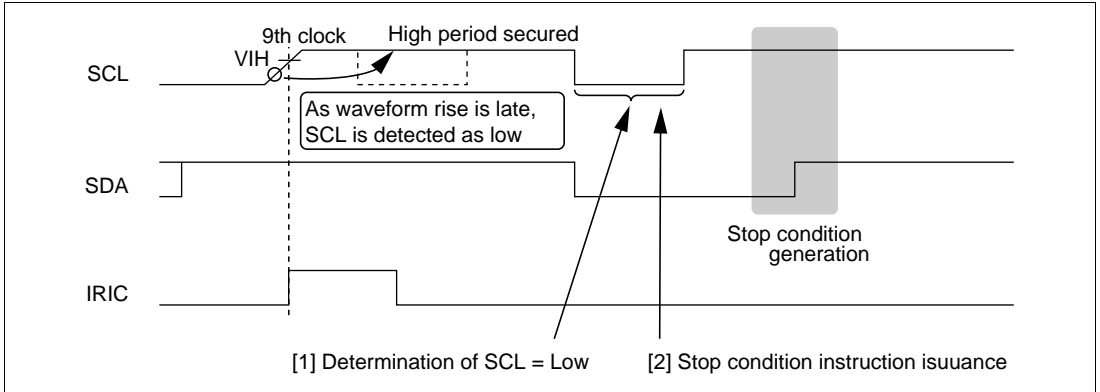 9th clock
High period secured
VIH
SCL
As waveform rise is late,
SCL is detected as low
SDA
Stop condition
generation
IRIC
[1] Determination of SCL = Low
[2] Stop condition instruction isuuance